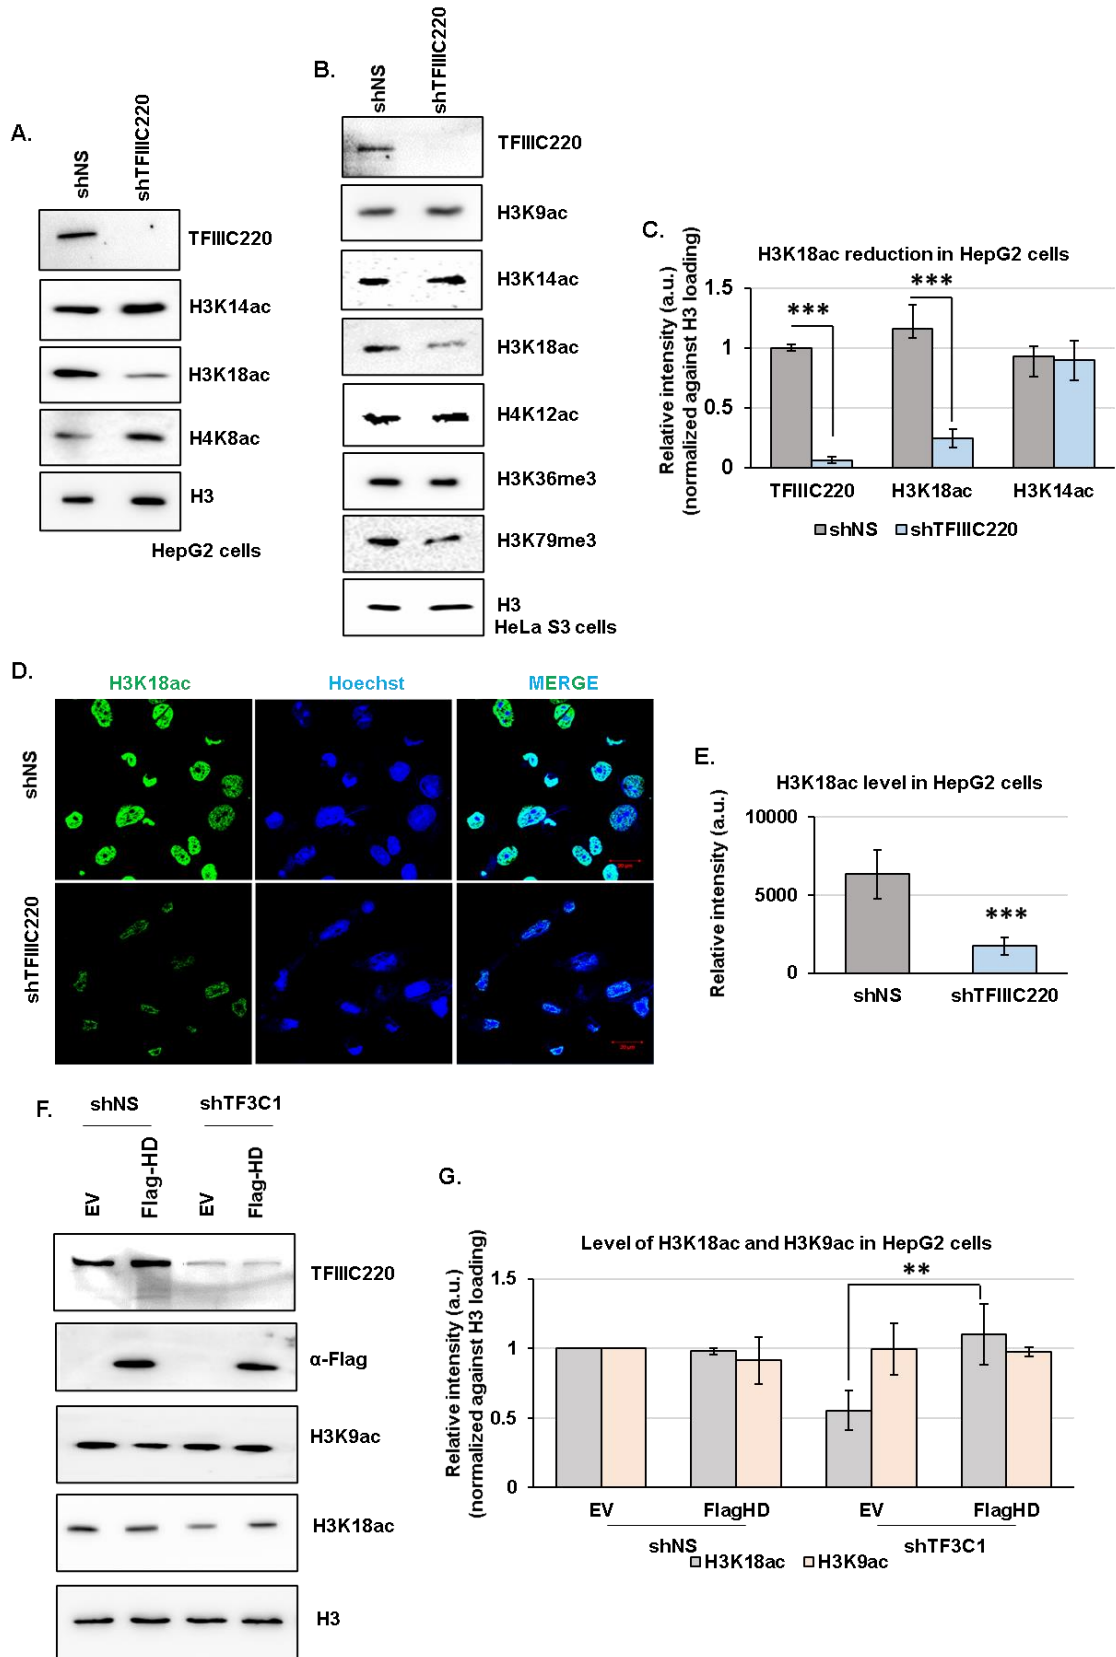 A.
shNS
shTFIIIC220
TFIIIC220
H3K14ac
H3K18ac
H4K8ac
H3
HepG2 cells
B.
shNS
shTFIIIC220
TFIIIC220
H3K9ac
H3K14ac
H3K18ac
H4K12ac
H3K36me3
H3K79me3
H3
HeLa S3 cells
C.
H3K18ac reduction in HepG2 cells
Relative intensity (a.u.)
(normalized against H3 loading)
1.5
1
0.5
0
***
***
TFIIIC220 H3K18ac H3K14ac
shNS shTFIIIC220
D.
H3K18ac Hoechst MERGE
shNS
shTFIIIC220
20 µm
E.
H3K18ac level in HepG2 cells
Relative intensity (a.u.)
10000
5000
0
***
shNS shTFIIIC220
F.
shNS shTF3C1
EV Flag-HD EV Flag-HD
TFIIIC220
α-Flag
H3K9ac
H3K18ac
H3
G.
Level of H3K18ac and H3K9ac in HepG2 cells
Relative intensity (a.u.)
(normalized against H3 loading)
1.5
1
0.5
0
**
EV FlagHD EV FlagHD
shNS shTF3C1
H3K18ac H3K9ac